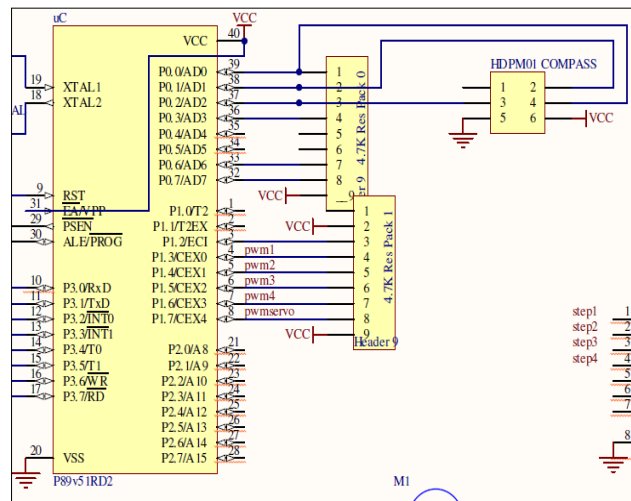 uC
VCC
VCC
40
HDPM01 COMPASS
19
XTAL1
18
XTAL2
P0.0/AD0
39
P0.1/AD1
38
P0.2/AD2
37
P0.3/AD3
36
P0.4/AD4
35
P0.5/AD5
34
P0.6/AD6
33
P0.7/AD7
32
1
2
3
4
5
6
7
8
9
4.7K Res Pack 0
1
2
3
4
5
6
VCC
VCC
9
RST
31
EA/VPP
29
PSEN
30
ALE/PROG
P1.0/T2
1
P1.1/T2EX
2
P1.2/ECI
3
P1.3/CEX0
4
pwm1
P1.4/CEX1
5
pwm2
P1.5/CEX2
6
pwm3
P1.6/CEX3
7
pwm4
P1.7/CEX4
8
pwmservo
VCC
VCC
1
2
3
4
5
6
7
8
9
4.7K Res Pack 1
Header 9
10
P3.0/RxD
11
P3.1/TxD
12
P3.2/INT0
13
P3.3/INT1
14
P3.4/T0
15
P3.5/T1
16
P3.6/WR
17
P3.7/RD
P2.0/A8
21
P2.1/A9
22
P2.2/A10
23
P2.3/A11
24
P2.4/A12
25
P2.5/A13
26
P2.6/A14
27
P2.7/A15
28
20
VSS
P89v51RD2
step1
step2
step3
step4
1
2
3
4
5
6
7
8
M1